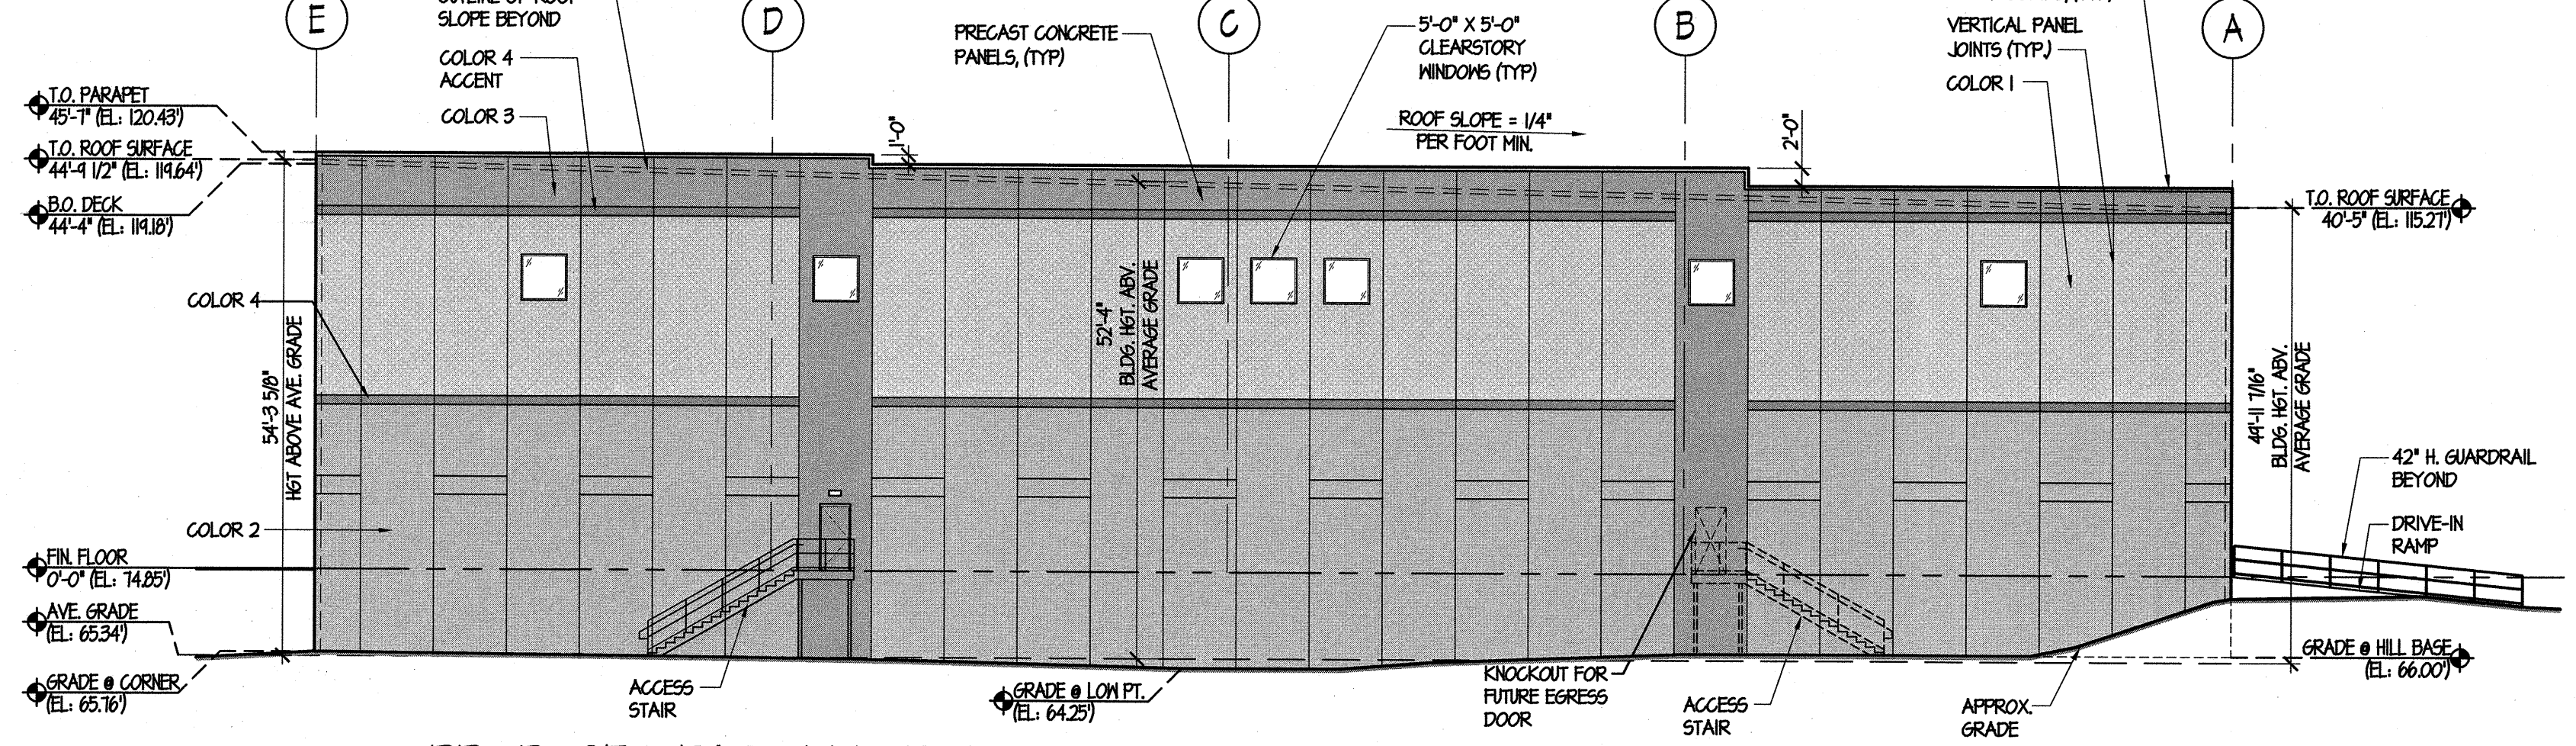 E
D
C
B
A
SLOPE BEYOND
COLOR 4
ACCENT
COLOR 3
PRECAST CONCRETE
PANELS, (TYP)
5'-0" X 5'-0"
CLEARSTORY
WINDOWS (TYP)
ROOF SLOPE = 1/4"
PER FOOT MIN.
VERTICAL PANEL
JOINTS (TYP.)
COLOR 1
T.O. PARAPET
45'-7" (EL: 120.43')
T.O. ROOF SURFACE
44'-9 1/2" (EL: 119.64')
B.O. DECK
44'-4" (EL: 119.18')
1'-0"
2'-0"
T.O. ROOF SURFACE
40'-5" (EL: 115.27')
COLOR 4
54'-3 5/8"
HGT ABOVE AVE. GRADE
52'-4"
BLDG. HGT. ABV.
AVERAGE GRADE
49'-11 7/16"
BLDG. HGT. ABV.
AVERAGE GRADE
42" H. GUARDRAIL
BEYOND
DRIVE-IN
RAMP
COLOR 2
FIN. FLOOR
0'-0" (EL: 74.85')
AVE. GRADE
(EL: 65.34')
GRADE @ CORNER
(EL: 65.76')
ACCESS
STAIR
GRADE @ LOW PT.
(EL: 64.25')
KNOCKOUT FOR
FUTURE EGRESS
DOOR
ACCESS
STAIR
APPROX.
GRADE
GRADE @ HILL BASE
(EL: 66.00')